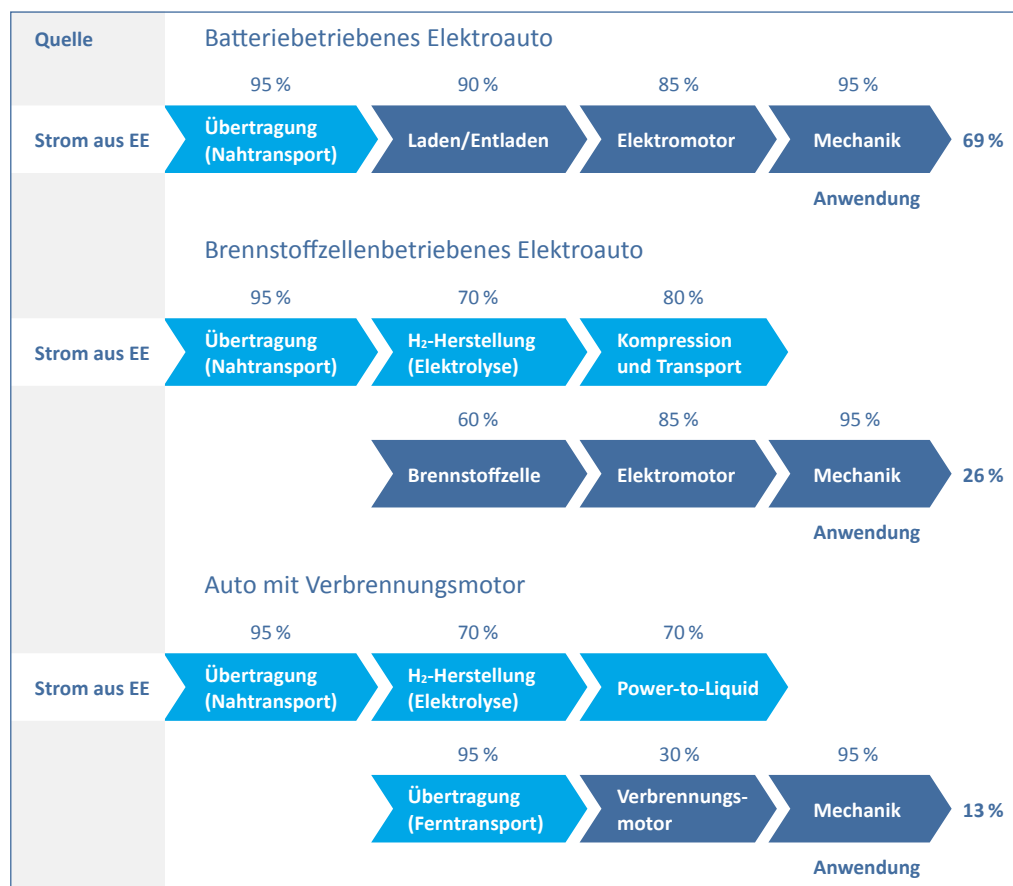 Quelle
Batteriebetriebenes Elektroauto
95 % 90 % 85 % 95 %
Strom aus EE
Übertragung
(Nahtransport)
Laden/Entladen
Elektromotor
Mechanik
69 %
Anwendung
Brennstoffzellenbetriebenes Elektroauto
95 % 70 % 80 %
Strom aus EE
Übertragung
(Nahtransport)
H₂-Herstellung
(Elektrolyse)
Kompression
und Transport
60 % 85 % 95 %
Brennstoffzelle
Elektromotor
Mechanik
26 %
Anwendung
Auto mit Verbrennungsmotor
95 % 70 % 70 %
Strom aus EE
Übertragung
(Nahtransport)
H₂-Herstellung
(Elektrolyse)
Power-to-Liquid
95 % 30 % 95 %
Übertragung
(Ferntransport)
Verbrennungs-
motor
Mechanik
13 %
Anwendung